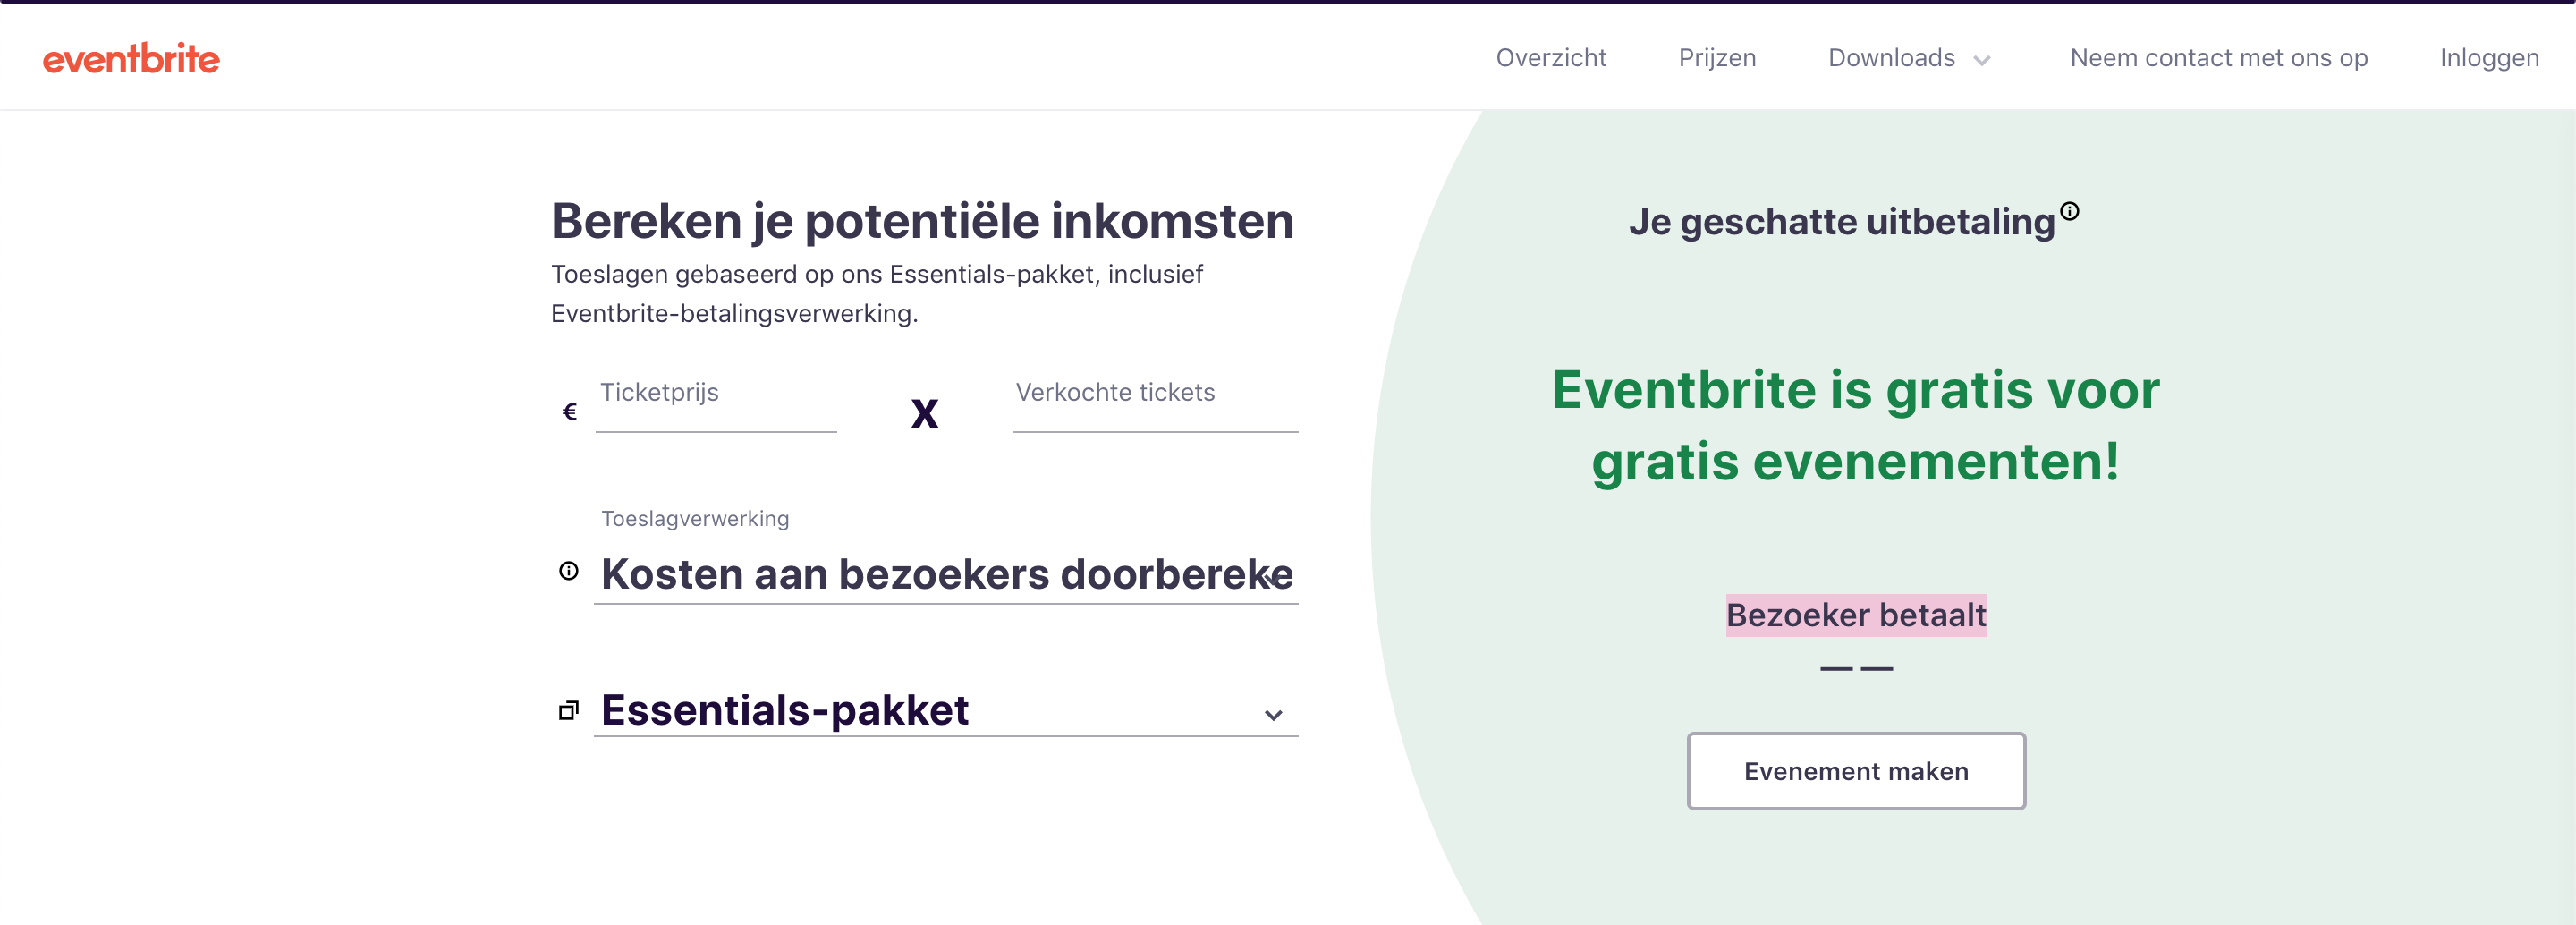 eventbrite
Overzicht
Prijzen
Downloads
Neem contact met ons op
Inloggen
Bereken je potentiële inkomsten
Toeslagen gebaseerd op ons Essentials-pakket, inclusief
Eventbrite-betalingsverwerking.
€ Ticketprijs
X
Verkochte tickets
Toeslagverwerking
Kosten aan bezoekers doorbereke
Essentials-pakket
Je geschatte uitbetaling
Eventbrite is gratis voor
gratis evenementen!
Bezoeker betaalt
— —
Evenement maken